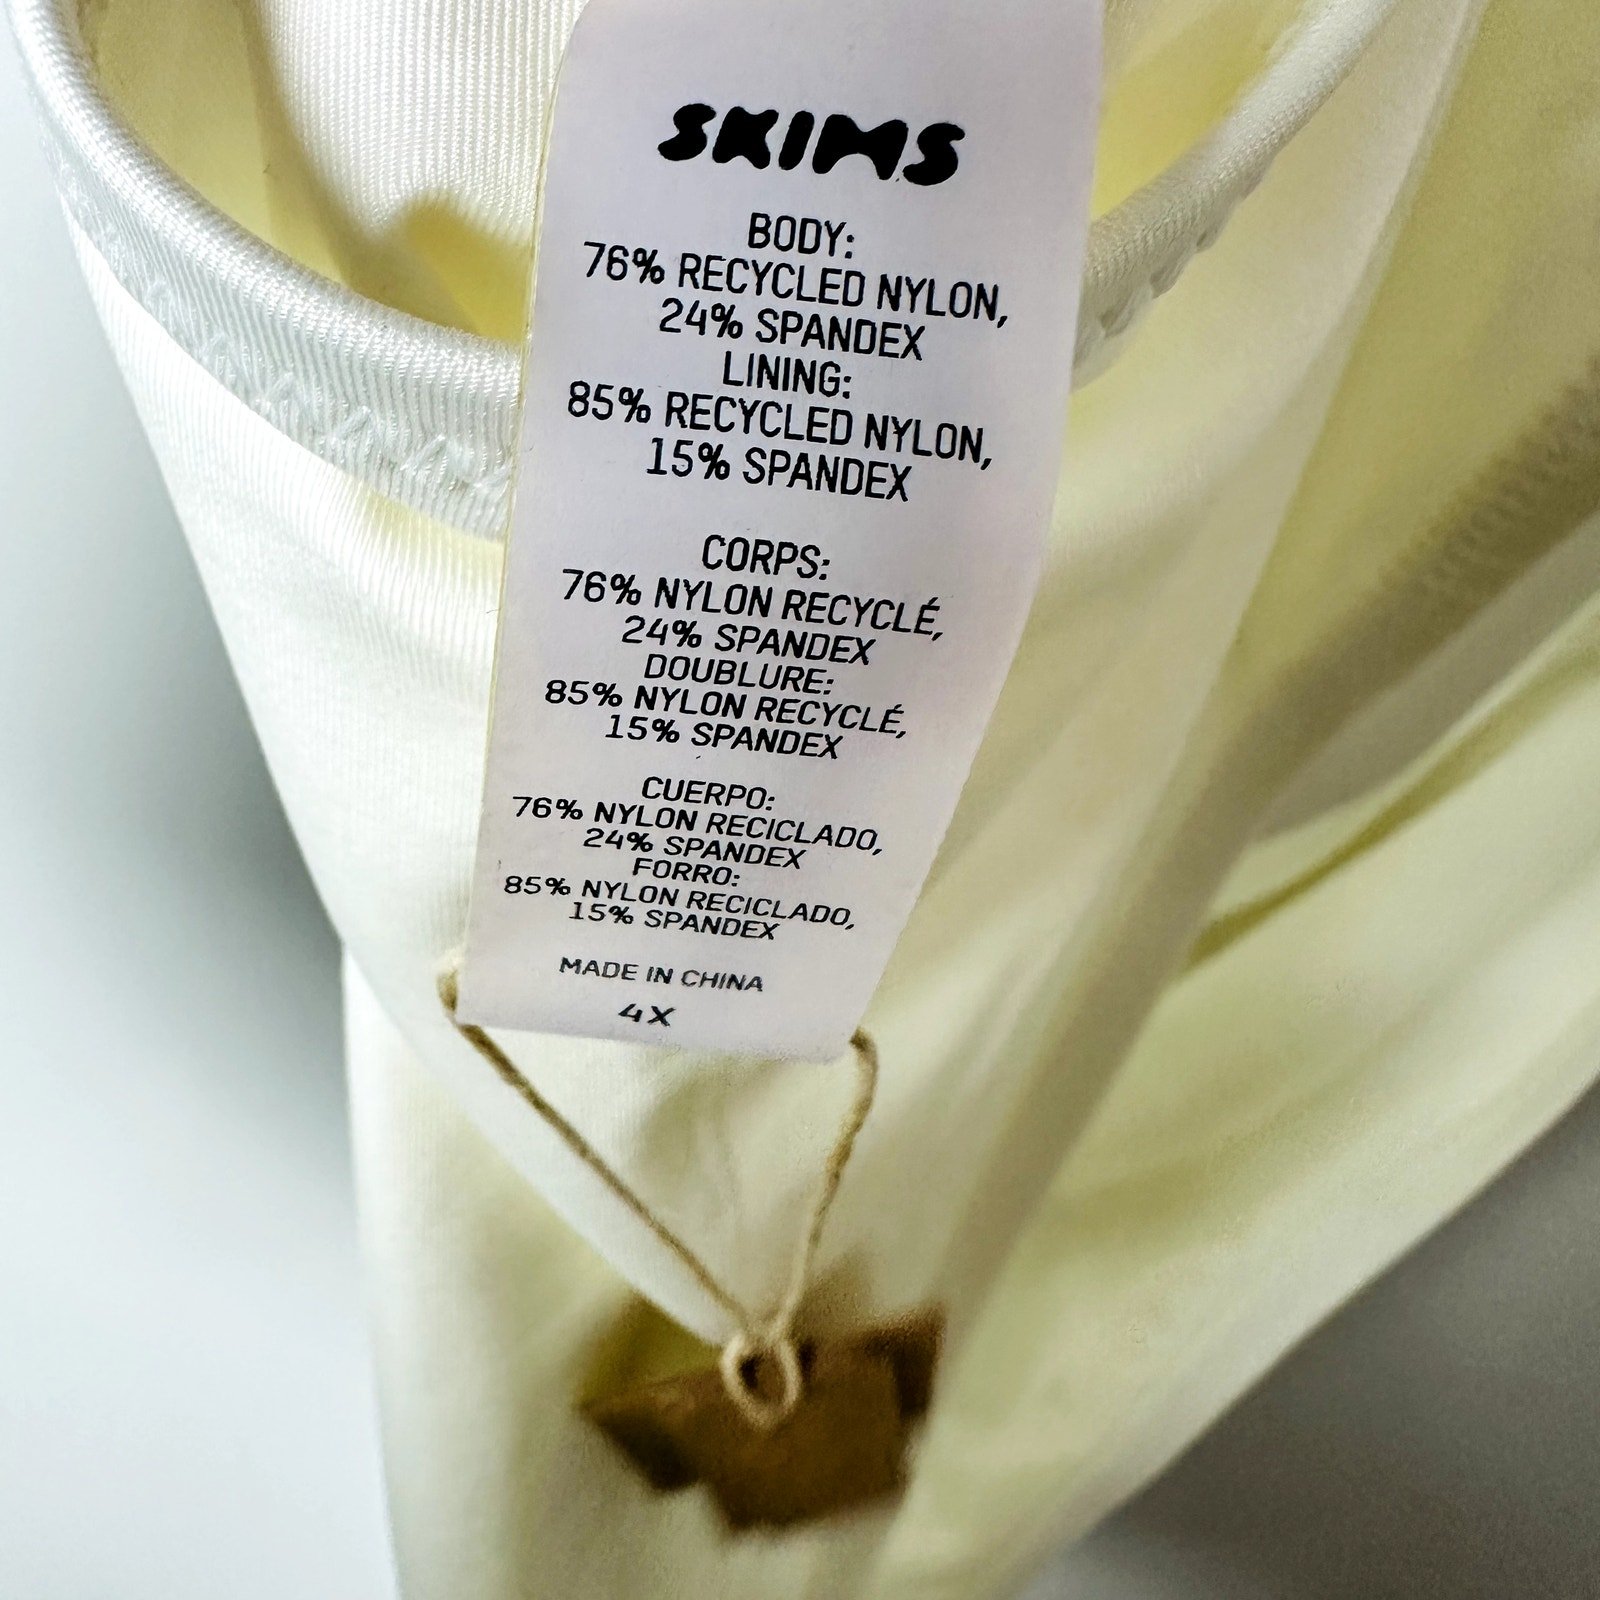 SKIMS
BODY:
76% RECYCLED NYLON,
24% SPANDEX
LINING:
85% RECYCLED NYLON,
15% SPANDEX
CORPS:
76% NYLON RECYCLÉ,
24% SPANDEX
DOUBLURE:
85% NYLON RECYCLÉ,
15% SPANDEX
CUERPO:
76% NYLON RECICLADO,
24% SPANDEX
FORRO:
85% NYLON RECICLADO,
15% SPANDEX
MADE IN CHINA
4X